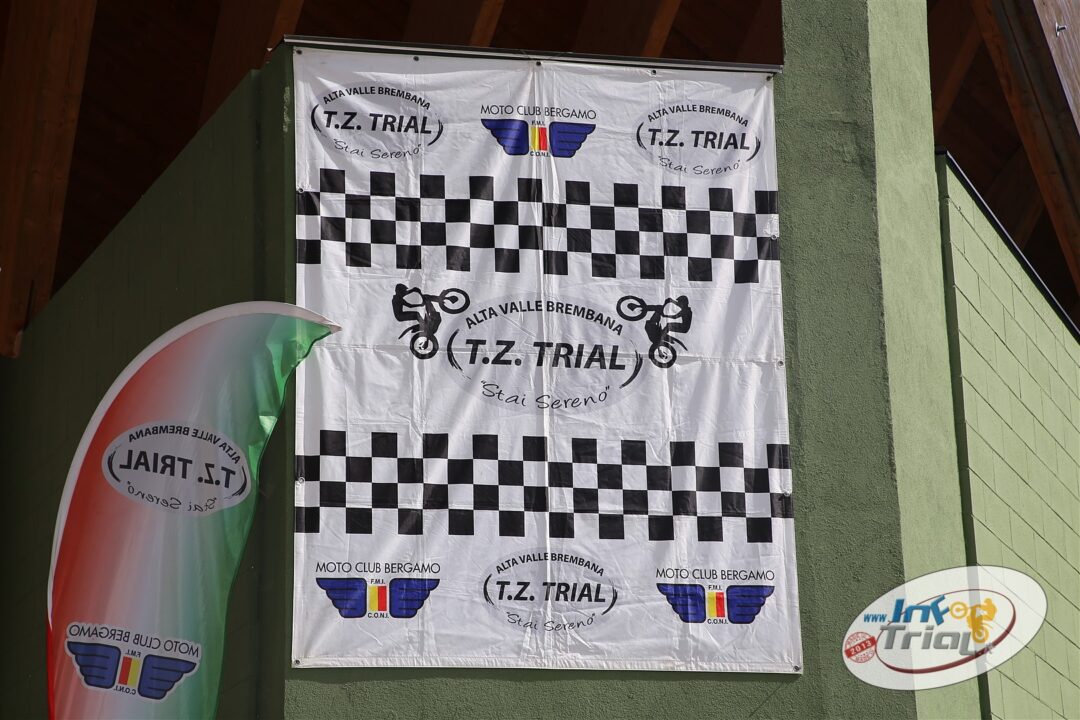 ALTA VALLE BREMBANA
T.Z. TRIAL
"Stai Sereno"
MOTO CLUB BERGAMO
F.M.I.
C.O.N.I.
ALTA VALLE BREMBANA
T.Z. TRIAL
"Stai Sereno"
ALTA VALLE BREMBANA
T.Z. TRIAL
"Stai Sereno"
MOTO CLUB BERGAMO
F.M.I.
C.O.N.I.
ALTA VALLE BREMBANA
T.Z. TRIAL
"Stai Sereno"
MOTO CLUB BERGAMO
F.M.I.
C.O.N.I.
ALTA VALLE BREMBANA
T.Z. TRIAL
"Stai Sereno"
MOTO CLUB BERGAMO
F.M.I.
C.O.N.I.
www.InfoTrial
2013